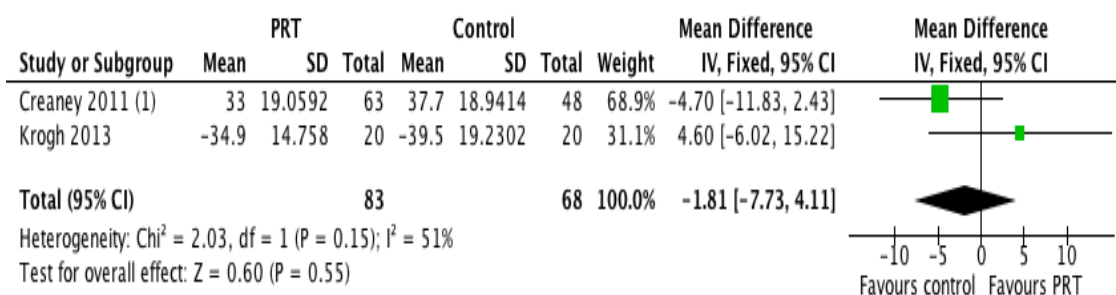 PRT Control Mean Difference Mean Difference
Study or Subgroup Mean SD Total Mean SD Total Weight IV, Fixed, 95% CI IV, Fixed, 95% CI
Creaney 2011 (1) 33 19.0592 63 37.7 18.9414 48 68.9% -4.70 [-11.83, 2.43]
Krogh 2013 -34.9 14.758 20 -39.5 19.2302 20 31.1% 4.60 [-6.02, 15.22]
Total (95% CI) 83 68 100.0% -1.81 [-7.73, 4.11]
Heterogeneity: Chi² = 2.03, df = 1 (P = 0.15); I² = 51%
Test for overall effect: Z = 0.60 (P = 0.55)
-10 -5 0 5 10
Favours control Favours PRT